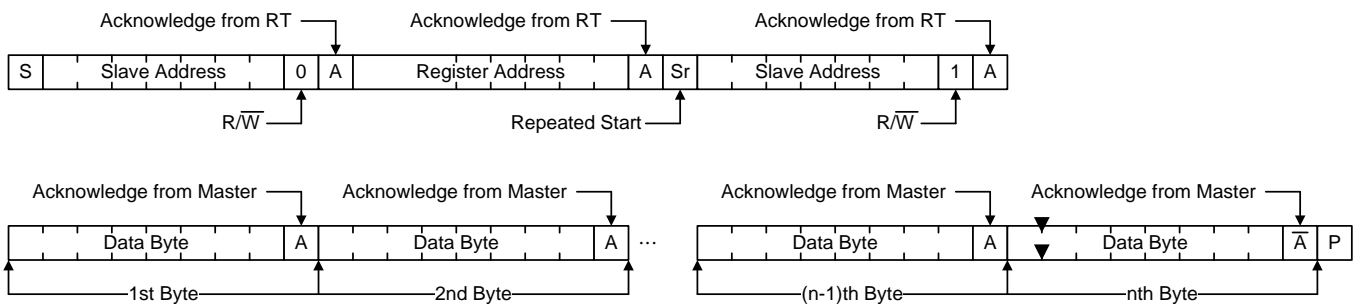 Acknowledge from RT Acknowledge from RT Acknowledge from RT
S Slave Address 0 A Register Address A Sr Slave Address 1 A
R/W̅ Repeated Start R/W̅
Acknowledge from Master Acknowledge from Master Acknowledge from Master Acknowledge from Master
Data Byte A Data Byte A ... Data Byte A Data Byte A̅ P
1st Byte 2nd Byte (n-1)th Byte nth Byte